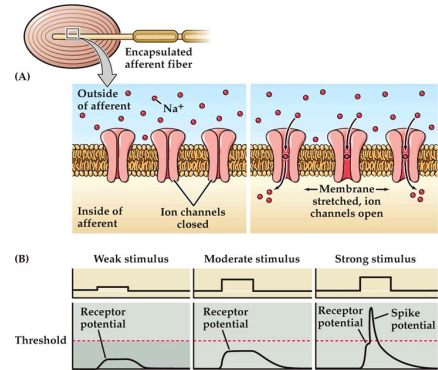 Encapsulated
afferent fiber
(A)
Outside
of afferent
Na+
Inside of
afferent
Ion channels
closed
Membrane
stretched, ion
channels open
(B)
Weak stimulus
Moderate stimulus
Strong stimulus
Receptor
potential
Receptor
potential
Receptor
potential
Spike
potential
Threshold